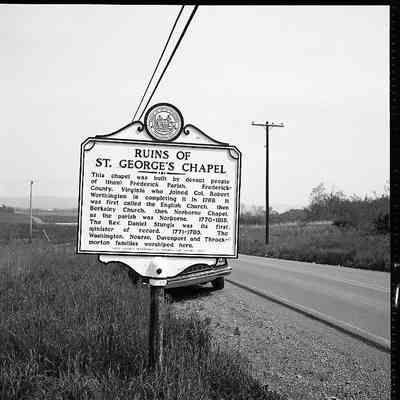 RUINS OF
ST. GEORGE'S CHAPEL
This chapel was built by devout people
of (then) Frederick Parish, Frederick
County, Virginia who joined Col. Robert
Worthington in completing it in 1769. It
was first called the English Church, then
Berkeley Church, then Norborne Chapel,
as the parish was Norborne. 1770-1815.
The Rev. Daniel Sturgis was its first
minister of record, 1771-1785. The
Washington, Nourse, Davenport and Throck-
morton families worshiped here.